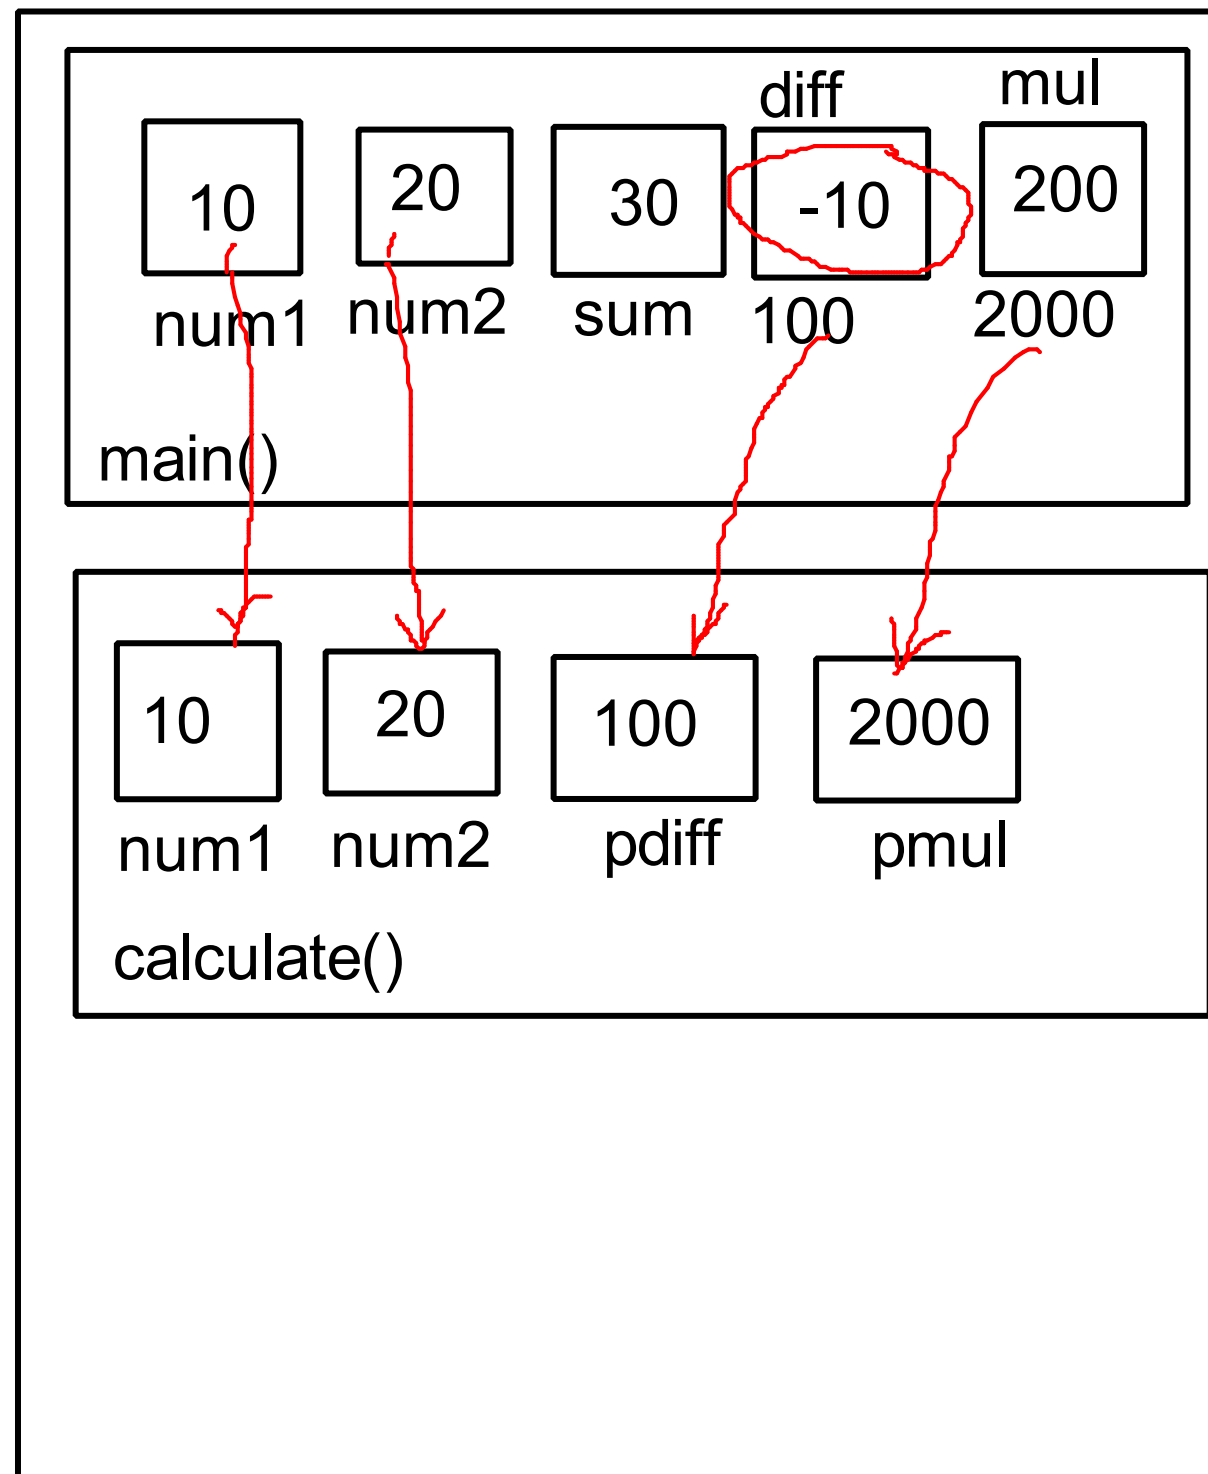 diff mul
10 20 30 -10 200
num1 num2 sum 100 2000
main()
10 20 100 2000
num1 num2 pdiff pmul
calculate()